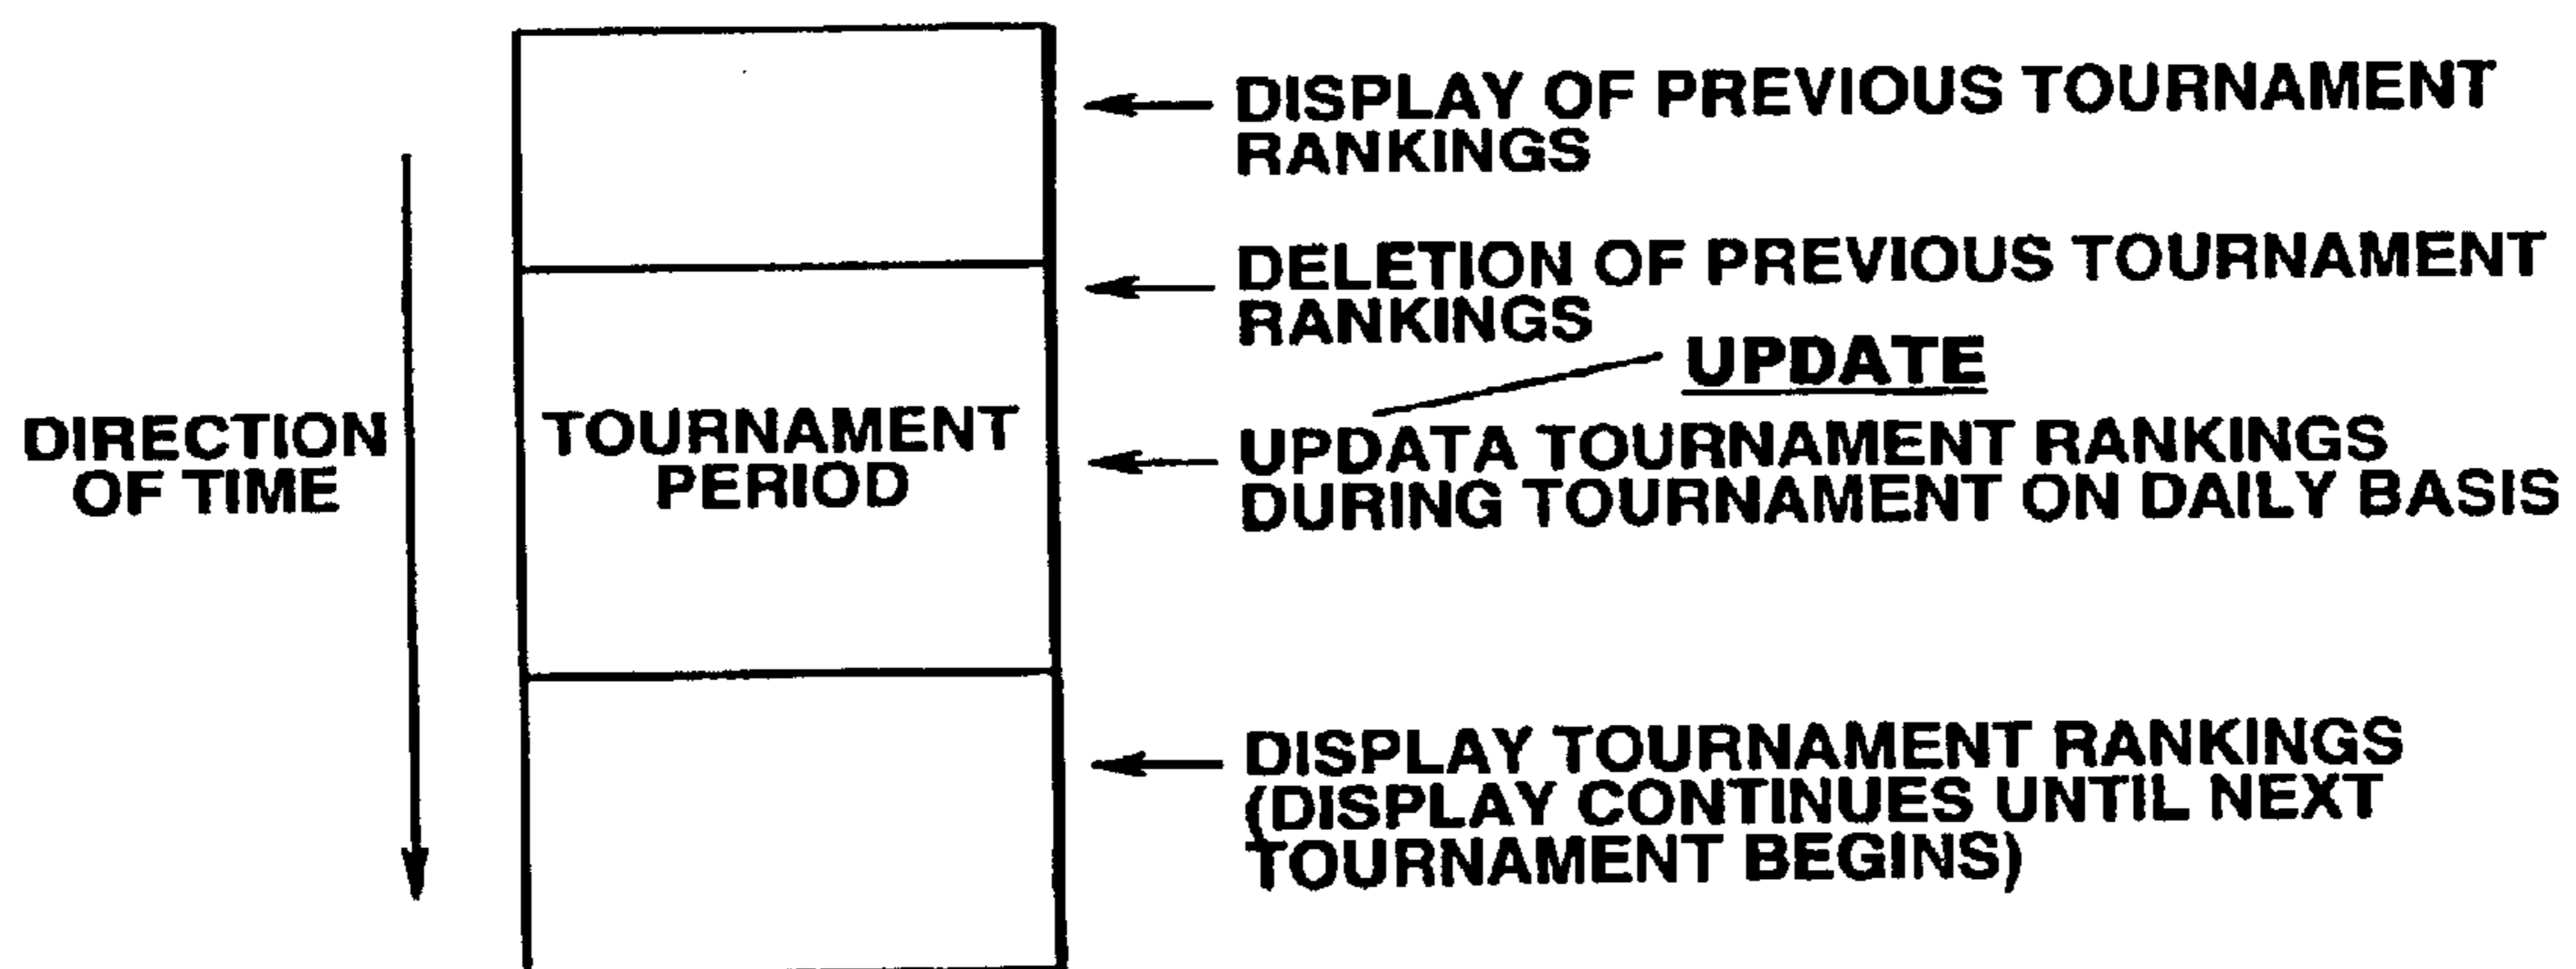 DISPLAY OF PREVIOUS TOURNAMENT
RANKINGS
DELETION OF PREVIOUS TOURNAMENT
RANKINGS
UPDATE
DIRECTION
OF TIME
TOURNAMENT
PERIOD
UPDATA TOURNAMENT RANKINGS
DURING TOURNAMENT ON DAILY BASIS
DISPLAY TOURNAMENT RANKINGS
(DISPLAY CONTINUES UNTIL NEXT
TOURNAMENT BEGINS)